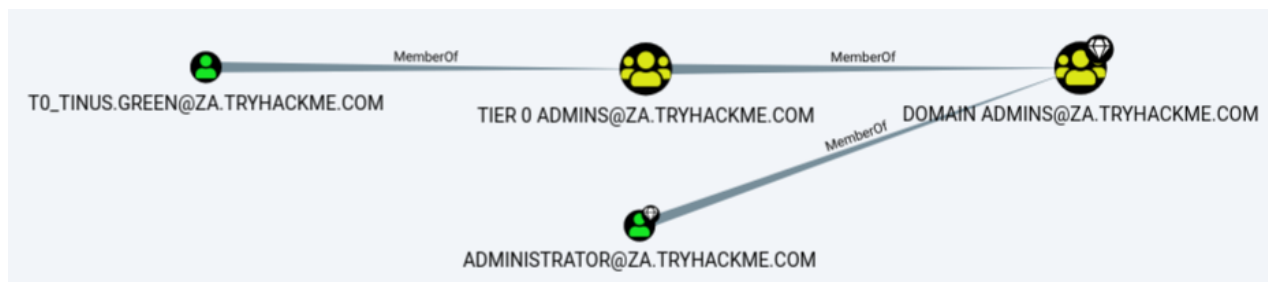 MemberOf
MemberOf
T0_TINUS.GREEN@ZA.TRYHACKME.COM
TIER 0 ADMINS@ZA.TRYHACKME.COM
DOMAIN ADMINS@ZA.TRYHACKME.COM
MemberOf
ADMINISTRATOR@ZA.TRYHACKME.COM